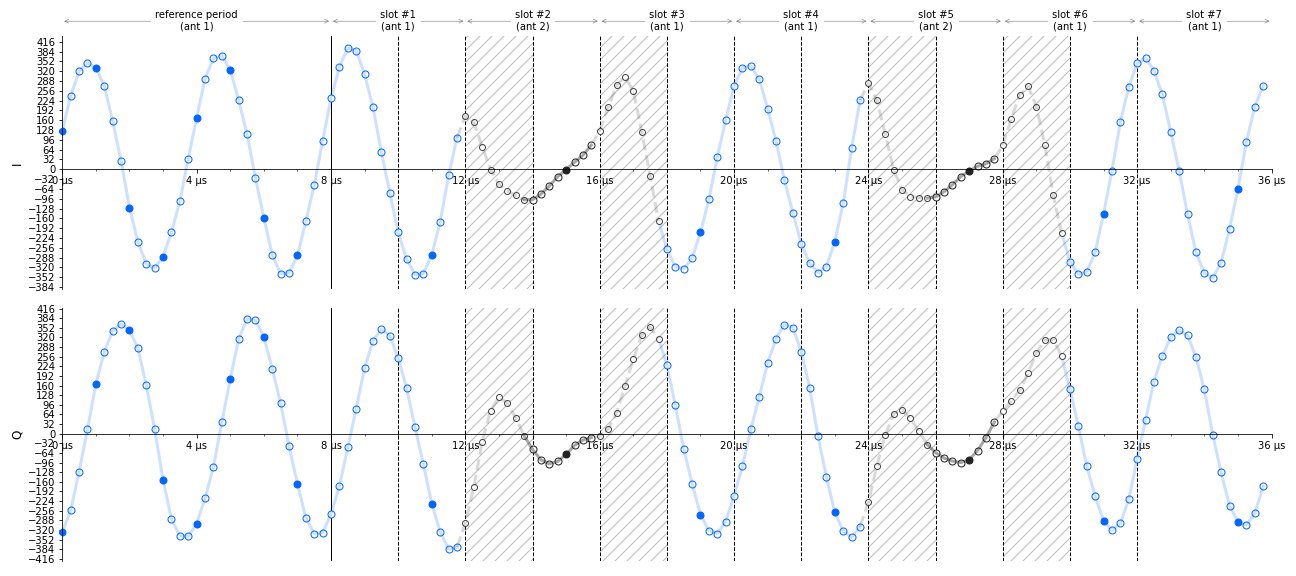 reference period
(ant 1)
slot #1
(ant 1)
slot #2
(ant 2)
slot #3
(ant 1)
slot #4
(ant 1)
slot #5
(ant 2)
slot #6
(ant 1)
slot #7
(ant 1)
I
416
384
352
320
288
256
224
192
160
128
96
64
32
0
−32
−64
−96
−128
−160
−192
−224
−256
−288
−320
−352
−384
0 µs
4 µs
8 µs
12 µs
16 µs
20 µs
24 µs
28 µs
32 µs
36 µs
Q
416
384
352
320
288
256
224
192
160
128
96
64
32
0
−32
−64
−96
−128
−160
−192
−224
−256
−288
−320
−352
−384
−416
0 µs
4 µs
8 µs
12 µs
16 µs
20 µs
24 µs
28 µs
32 µs
36 µs